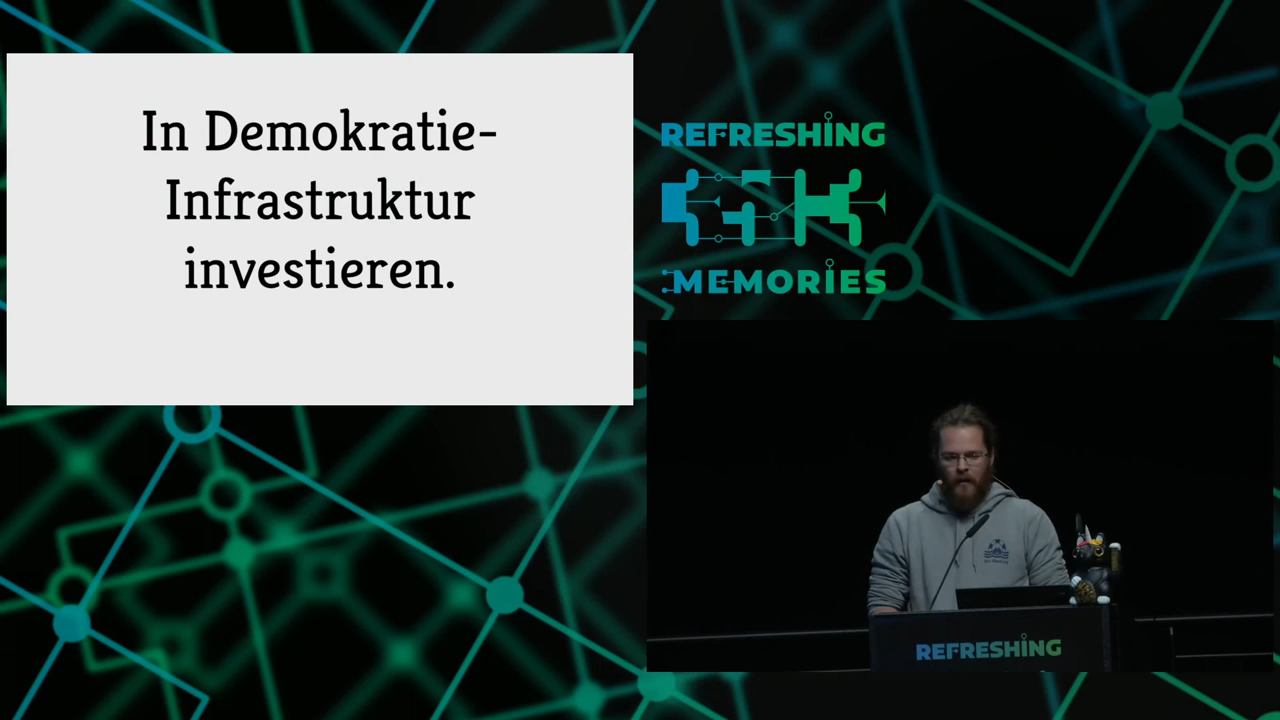 In Demokratie-
Infrastruktur
investieren.
REFRESHING
MEMORIES
REFRESHING